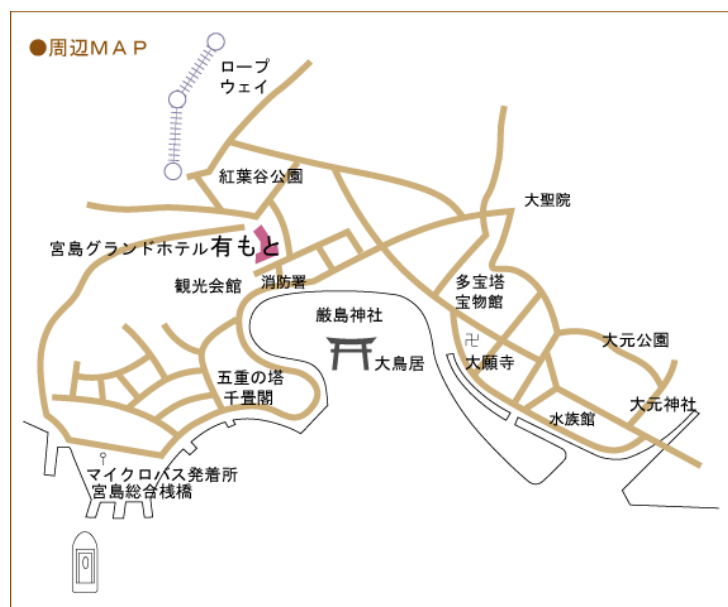 ●周辺ＭＡＰ
ロープ
ウェイ
紅葉谷公園
大聖院
宮島グランドホテル有もと
観光会館
消防署
多宝塔
宝物館
厳島神社
大鳥居
卍
大願寺
大元公園
五重の塔
千畳閣
大元神社
水族館
マイクロバス発着所
宮島総合桟橋